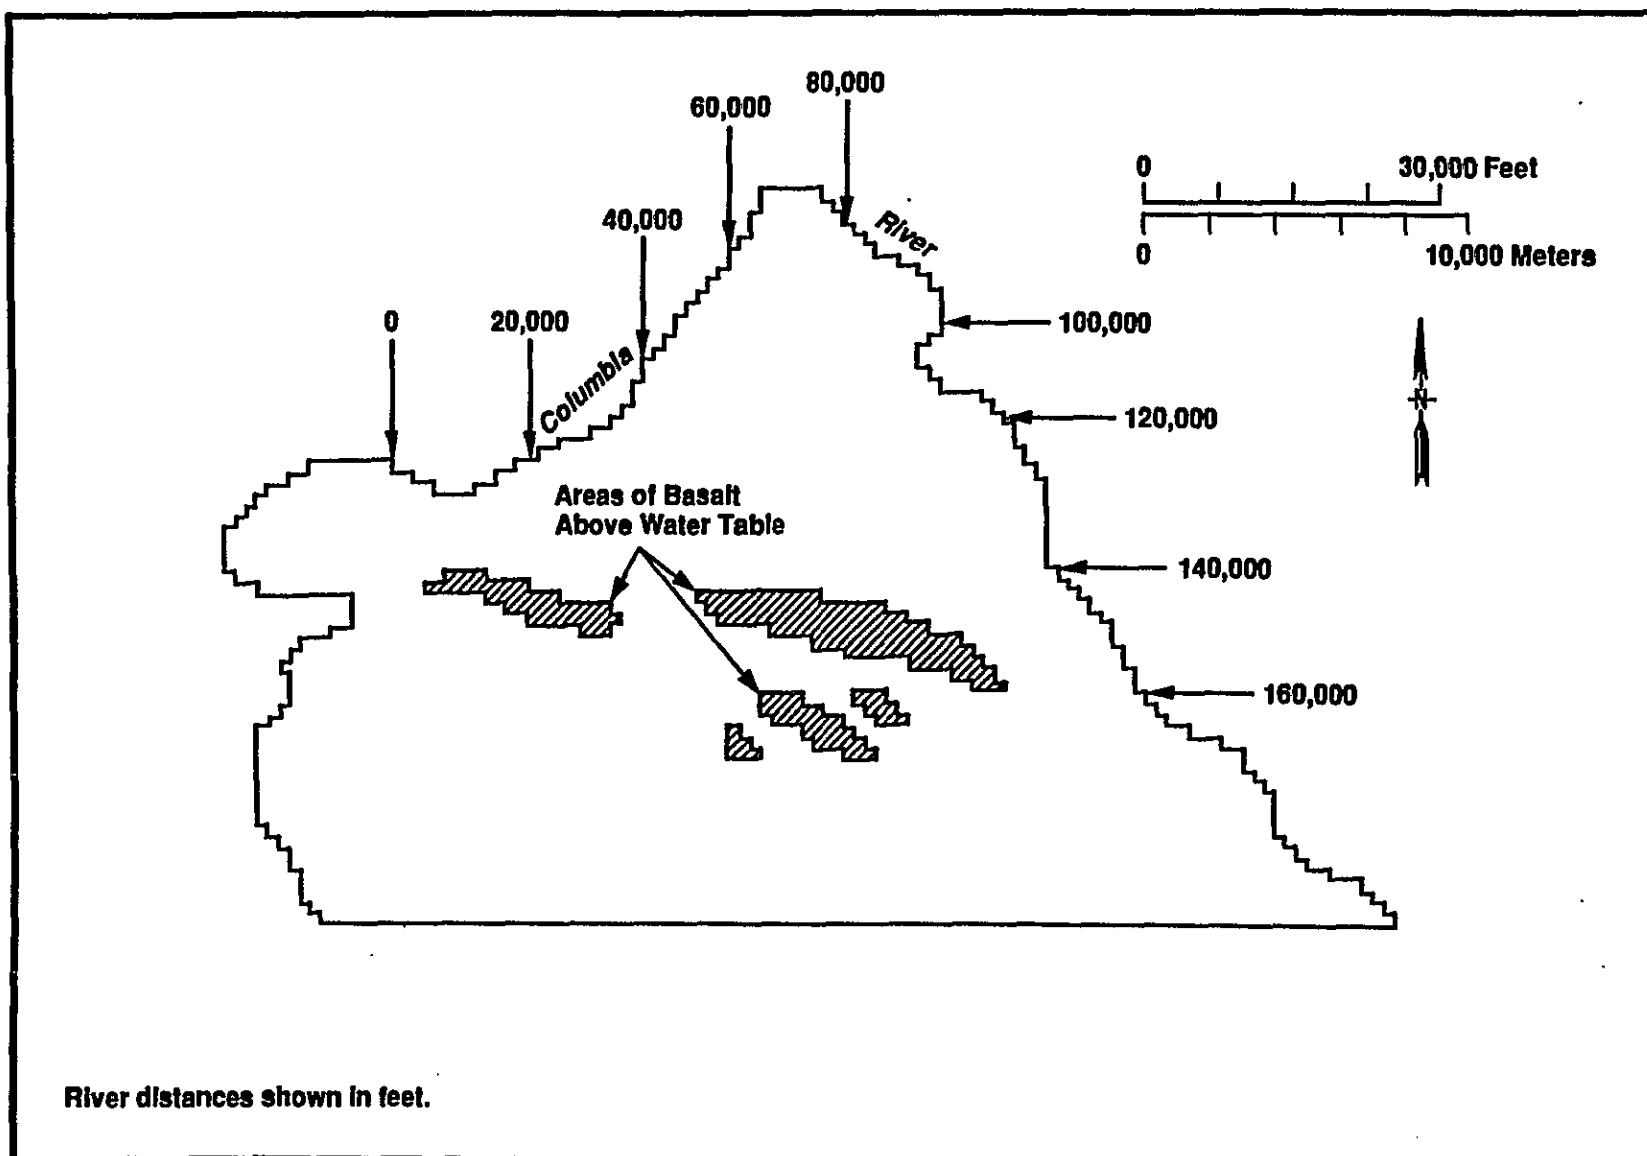 80,000
60,000
0 30,000 Feet
40,000
River
0 10,000 Meters
0 20,000
100,000
Columbia
N
120,000
Areas of Basalt
Above Water Table
140,000
160,000
River distances shown in feet.